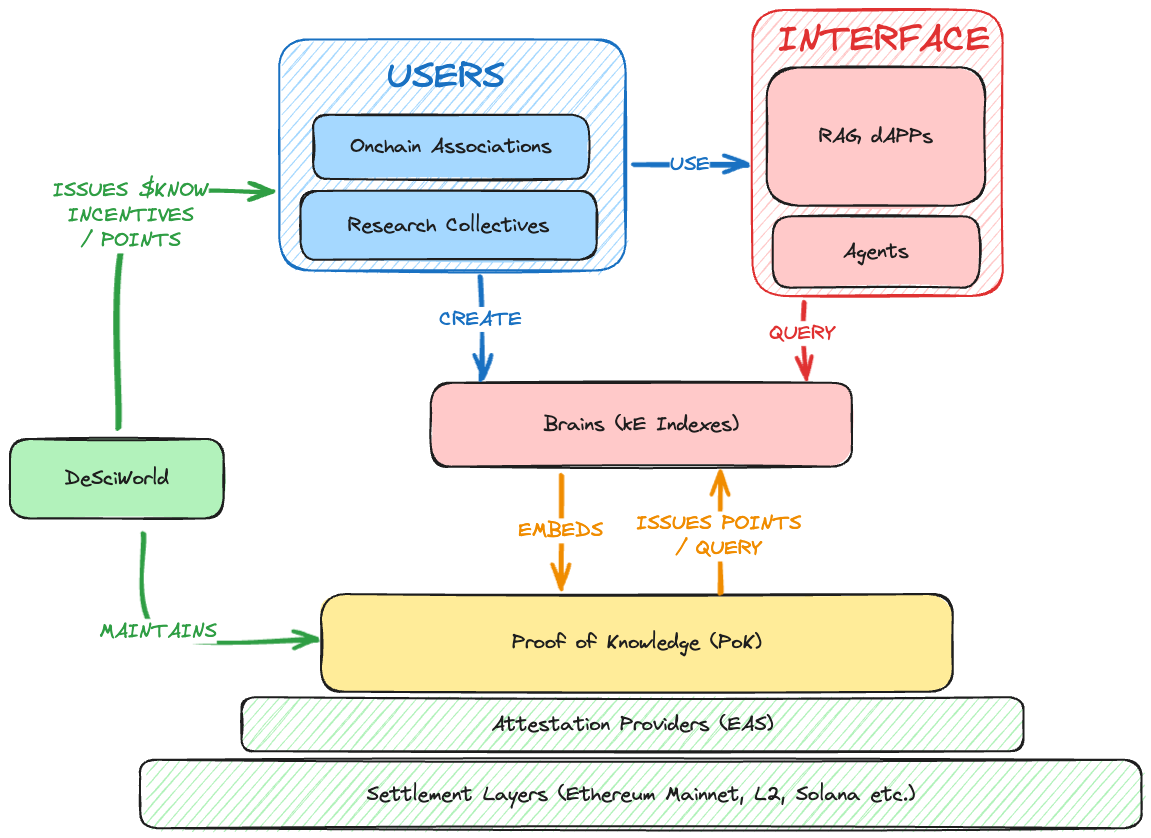 INTERFACE
USERS
RAG, dAPPs
Onchain Associations
USE
ISSUES $KNOW
INCENTIVES
/ POINTS
Research Collectives
Agents
CREATE
QUERY
Brains (kE Indexes)
DeSciWorld
EMBEDS
ISSUES POINTS
/ QUERY
MAINTAINS
Proof of Knowledge (PoK)
Attestation Providers (EAS)
Settlement Layers (Ethereum Mainnet, L2, Solana etc.)